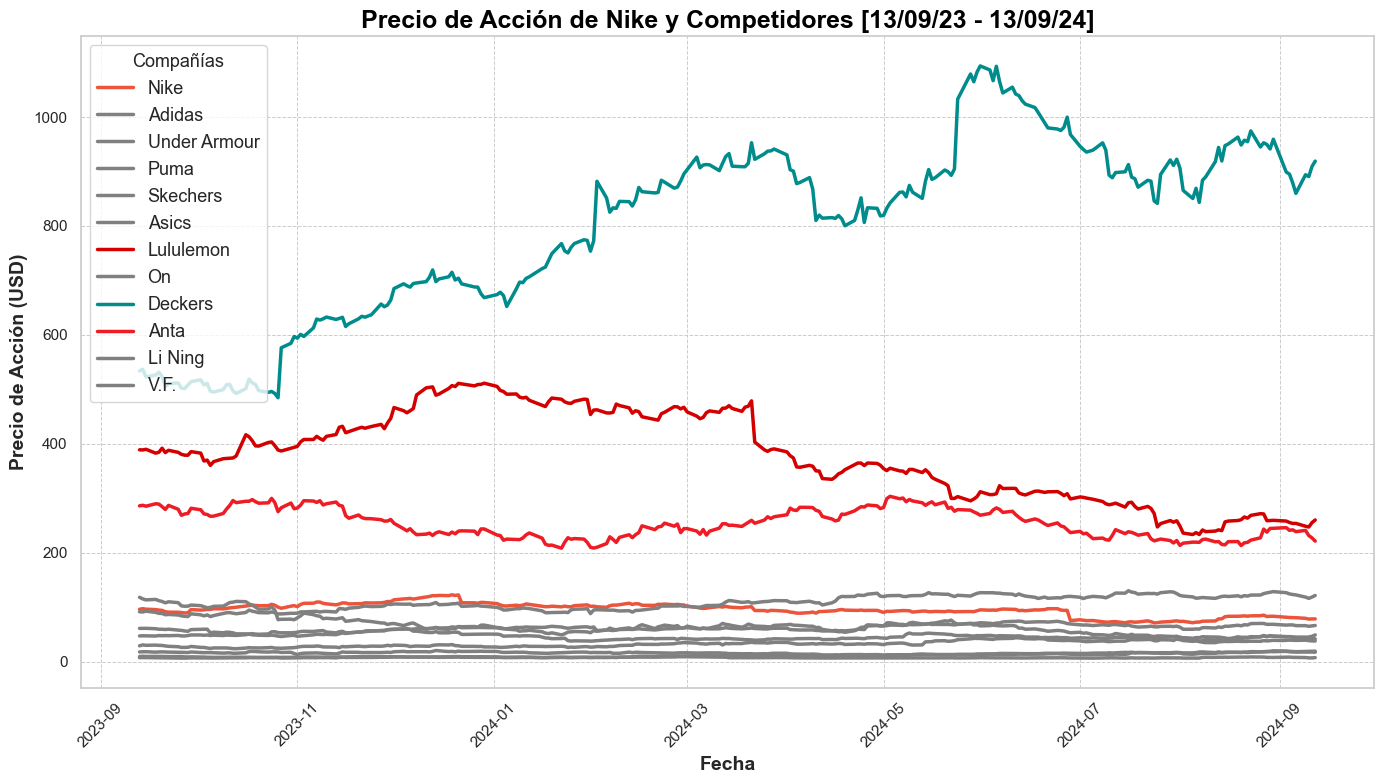 Precio de Acción de Nike y Competidores [13/09/23 - 13/09/24]
Compañías
Nike
Adidas
Under Armour
Puma
Skechers
Asics
Lululemon
On
Deckers
Anta
Li Ning
V.F.
Precio de Acción (USD)
1000
800
600
400
200
0
2023-09
2023-11
2024-01
2024-03
2024-05
2024-07
2024-09
Fecha